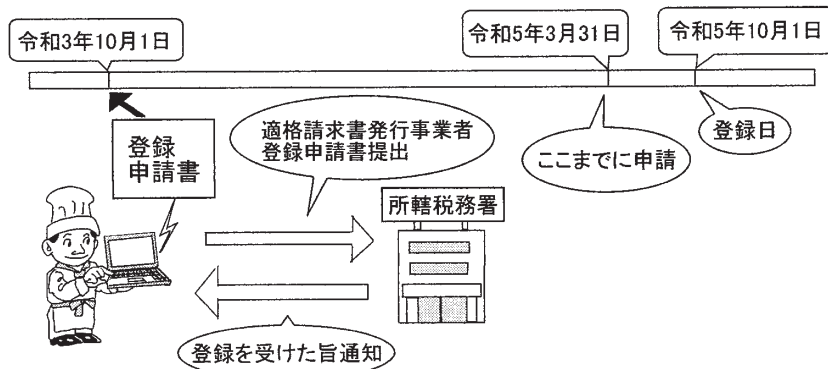 令和3年10月1日
令和5年3月31日
令和5年10月1日
登録
申請書
適格請求書発行事業者
登録申請書提出
ここまでに申請
登録日
所轄税務署
登録を受けた旨通知